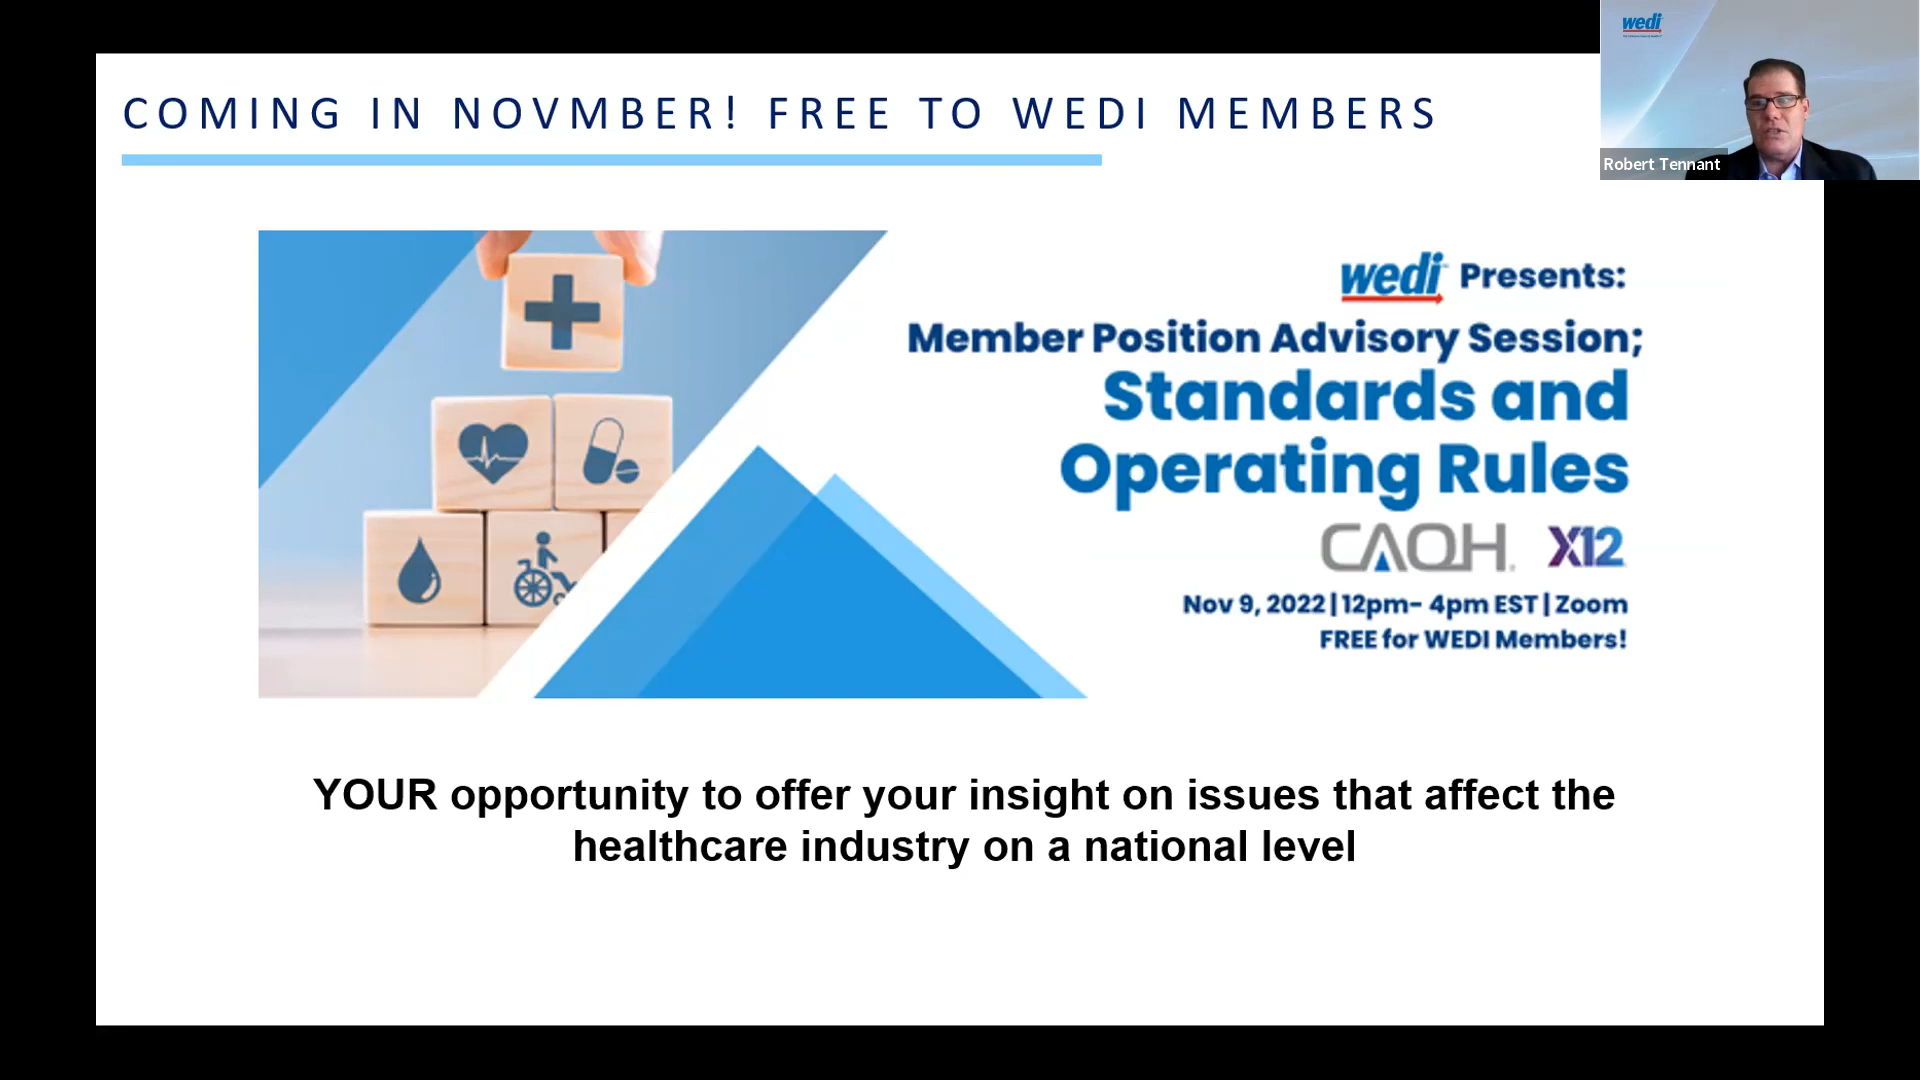 COMING IN NOVMBER! FREE TO WEDI MEMBERS
wedi
Robert Tennant
wedi Presents:
Member Position Advisory Session;
Standards and
Operating Rules
CAQH X12
Nov 9, 2022 | 12pm- 4pm EST | Zoom
FREE for WEDI Members!
YOUR opportunity to offer your insight on issues that affect the
healthcare industry on a national level